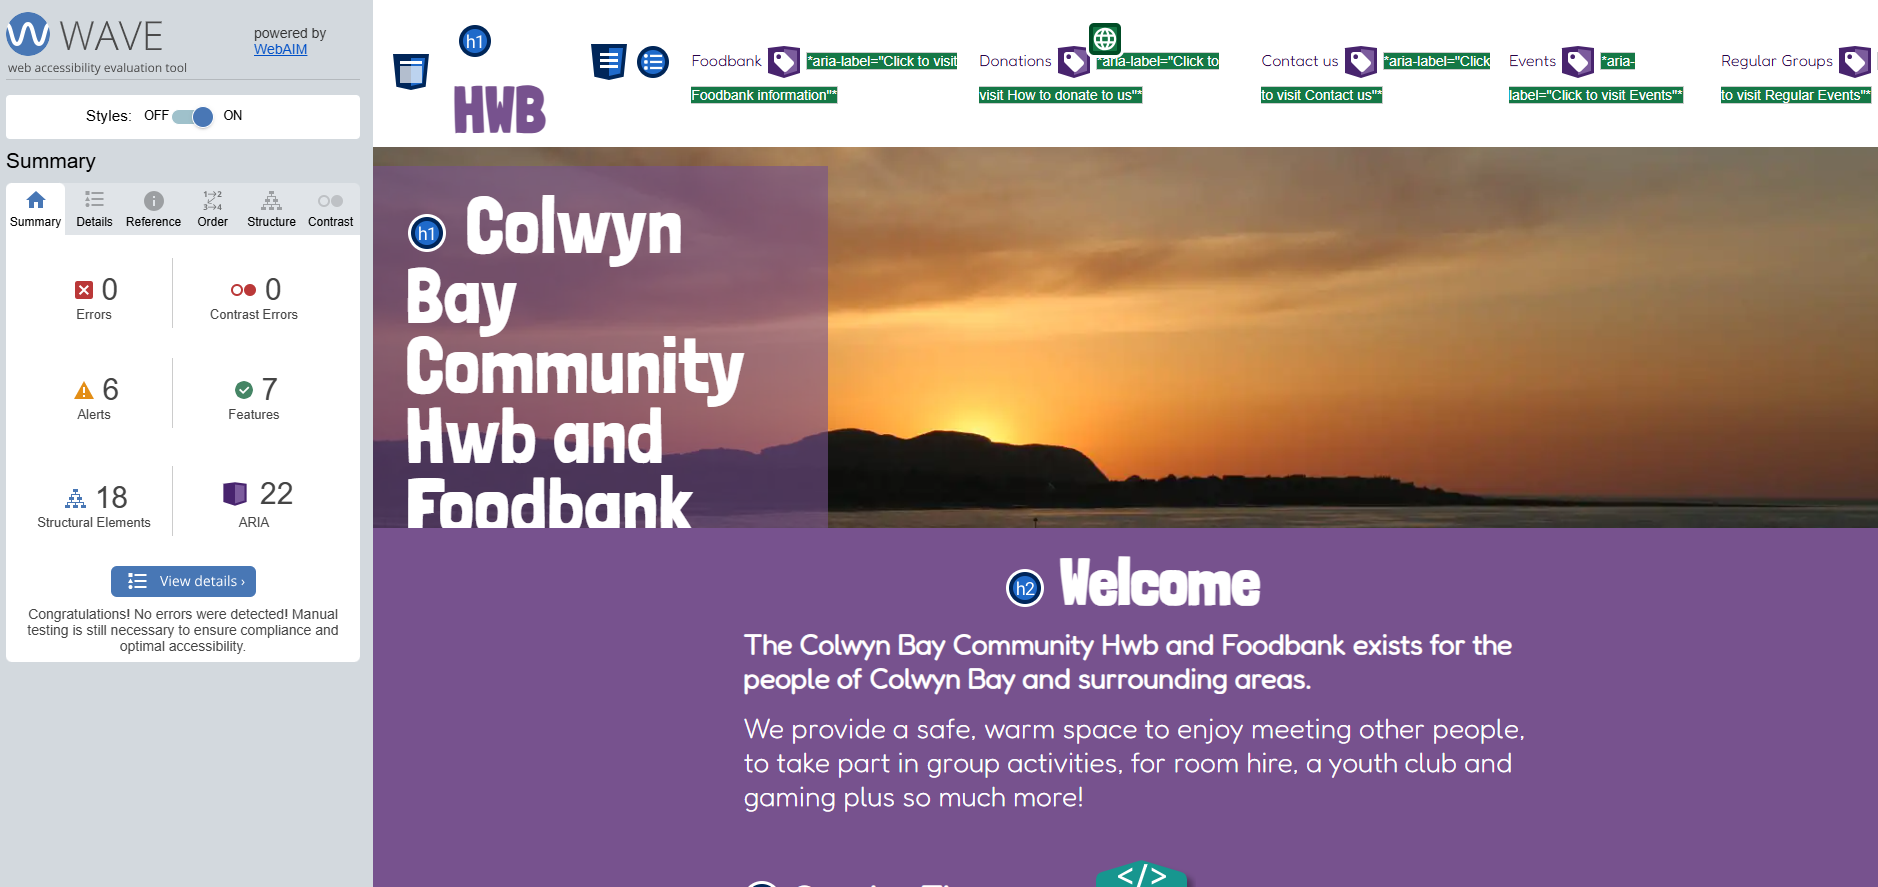 WAVE
web accessibility evaluation tool
powered by
WebAIM
Styles: OFF ON
Summary
Summary Details Reference Order Structure Contrast
0
Errors
0
Contrast Errors
6
Alerts
7
Features
18
Structural Elements
22
ARIA
View details ›
Congratulations! No errors were detected! Manual
testing is still necessary to ensure compliance and
optimal accessibility.
h1
HWB
Foodbank *aria-label="Click to visit
Foodbank information"*
Donations *aria-label="Click to
visit How to donate to us"*
Contact us *aria-label="Click
to visit Contact us"*
Events *aria-
label="Click to visit Events"*
Regular Groups
to visit Regular Events"*
h1 Colwyn
Bay
Community
Hwb and
Foodbank
h2 Welcome
The Colwyn Bay Community Hwb and Foodbank exists for the
people of Colwyn Bay and surrounding areas.
We provide a safe, warm space to enjoy meeting other people,
to take part in group activities, for room hire, a youth club and
gaming plus so much more!
</>